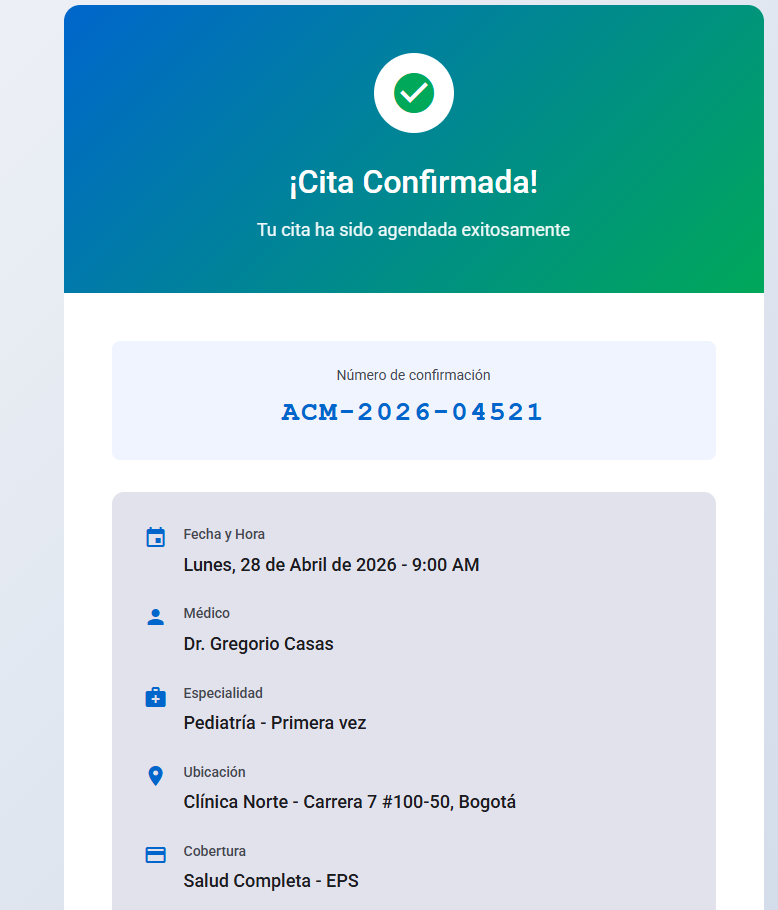 ¡Cita Confirmada!
Tu cita ha sido agendada exitosamente
Número de confirmación
ACM-2026-04521
Fecha y Hora
Lunes, 28 de Abril de 2026 - 9:00 AM
Médico
Dr. Gregorio Casas
Especialidad
Pediatría - Primera vez
Ubicación
Clínica Norte - Carrera 7 #100-50, Bogotá
Cobertura
Salud Completa - EPS